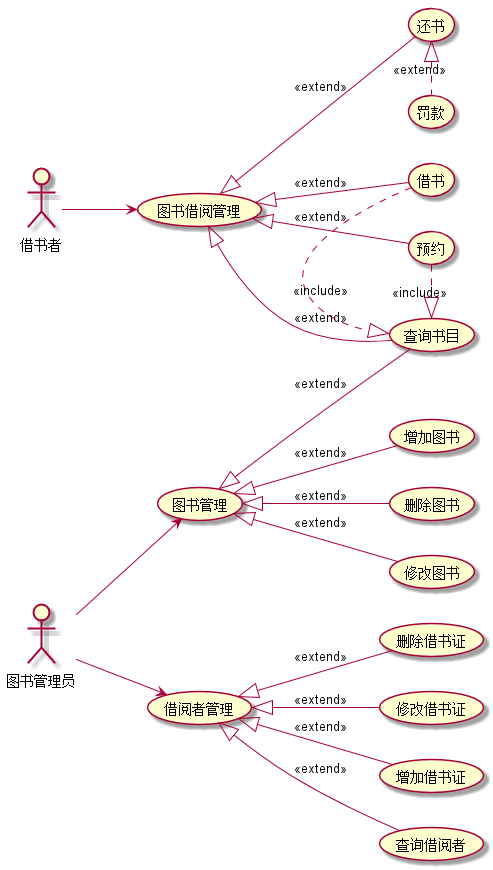 还书
«extend»
«extend»
罚款
借书者
图书借阅管理
«extend»
借书
«extend»
预约
«include»
«include»
«extend»
查询书目
«extend»
增加图书
«extend»
图书管理
«extend»
删除图书
«extend»
修改图书
图书管理员
删除借书证
«extend»
借阅者管理
«extend»
修改借书证
«extend»
增加借书证
«extend»
查询借阅者